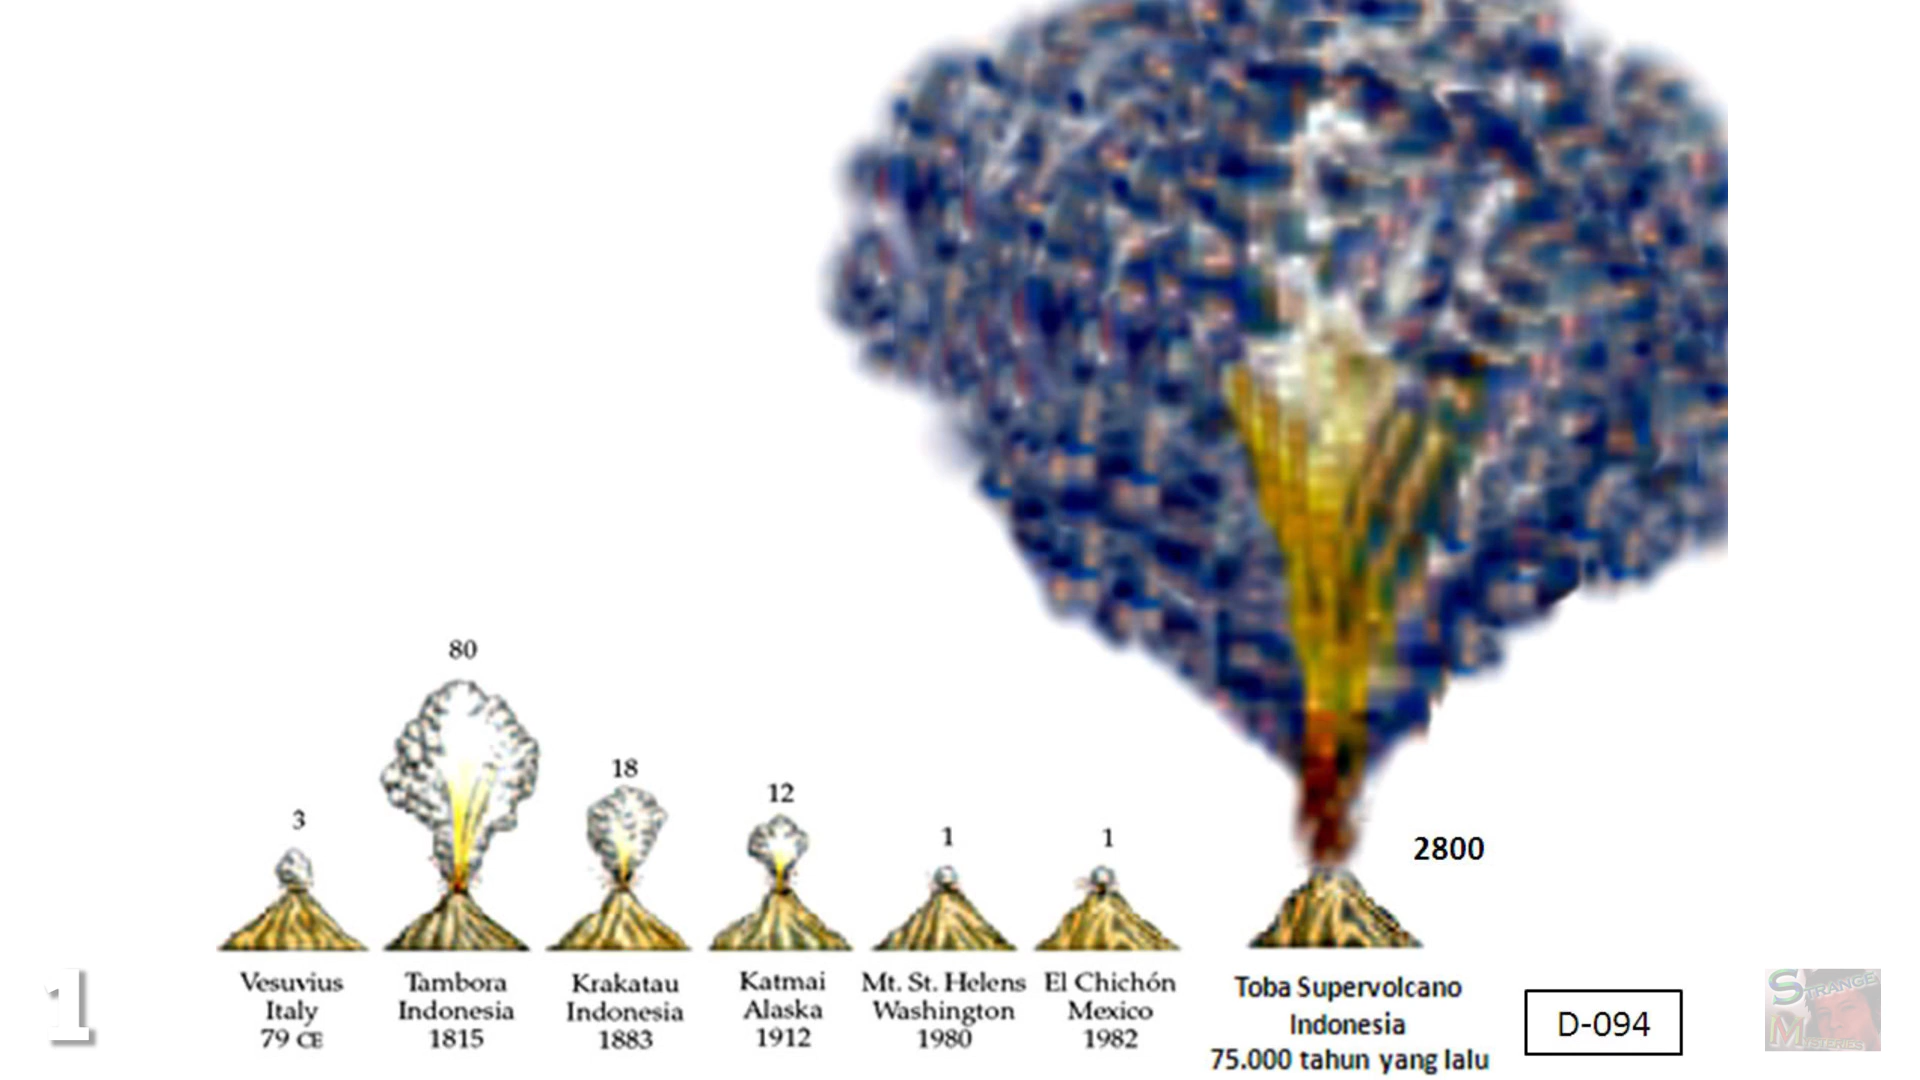 80
18
12
3
1
1
2800
Vesuvius
Italy
79 CE
Tambora
Indonesia
1815
Krakatau
Indonesia
1883
Katmai
Alaska
1912
Mt. St. Helens
Washington
1980
El Chichón
Mexico
1982
Toba Supervolcano
Indonesia
75.000 tahun yang lalu
D-094
1
STRANGE
MYSTERIES